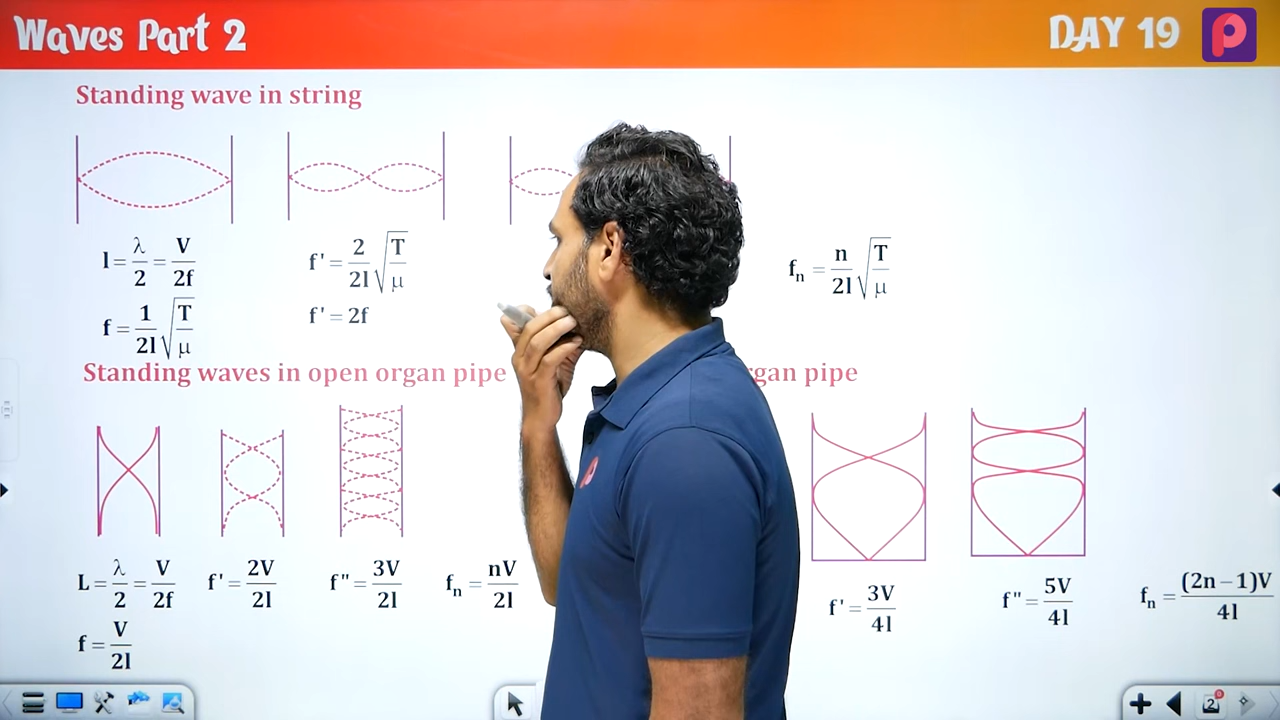 Waves Part 2
DAY 19
Standing wave in string
l = λ/2 = V/2f
f = 1/2l √T/μ
f' = 2/2l √T/μ
f' = 2f
fn = n/2l √T/μ
Standing waves in open organ pipe
pipe
L = λ/2 = V/2f
f = V/2l
f' = 2V/2l
f" = 3V/2l
fn = nV/2l
f' = 3V/4l
f" = 5V/4l
fn = (2n−1)V/4l
2